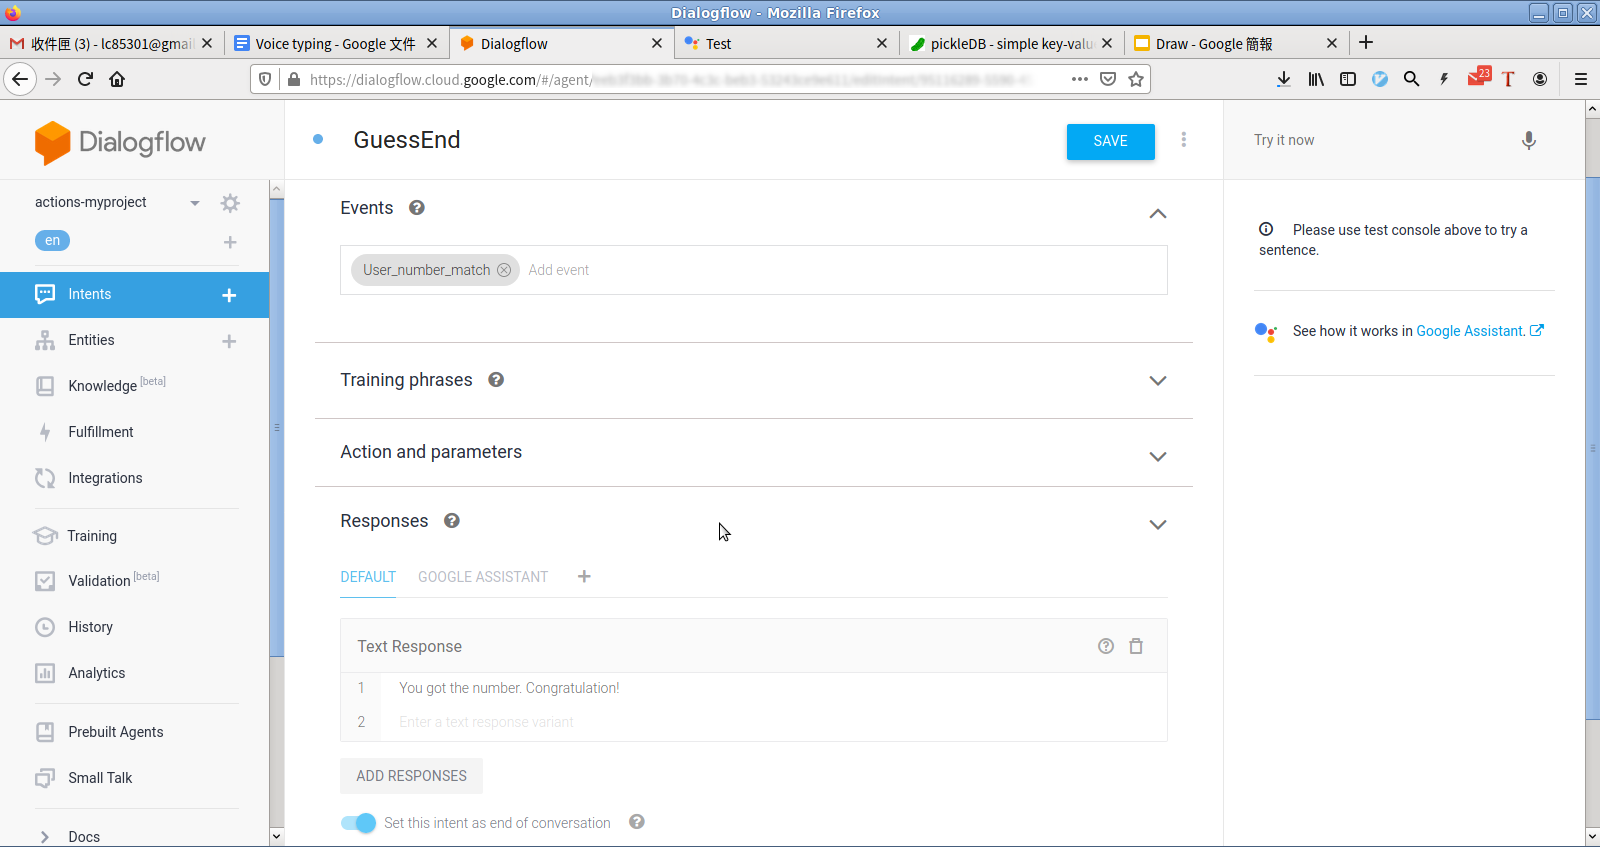 Dialogflow - Mozilla Firefox
收件匣 (3) - lc85301@gmai
Voice typing - Google 文件
Dialogflow
Test
pickleDB - simple key-valu
Draw - Google 簡報
https://dialogflow.cloud.google.com/#/agent/
23
Dialogflow
GuessEnd
SAVE
Try it now
actions-myproject
en
Intents
Entities
Knowledge [beta]
Fulfillment
Integrations
Training
Validation [beta]
History
Analytics
Prebuilt Agents
Small Talk
Docs
Events
User_number_match
Add event
Training phrases
Action and parameters
Responses
DEFAULT
GOOGLE ASSISTANT
Text Response
1 You got the number. Congratulation!
2 Enter a text response variant
ADD RESPONSES
Set this intent as end of conversation
Please use test console above to try a
sentence.
See how it works in Google Assistant.